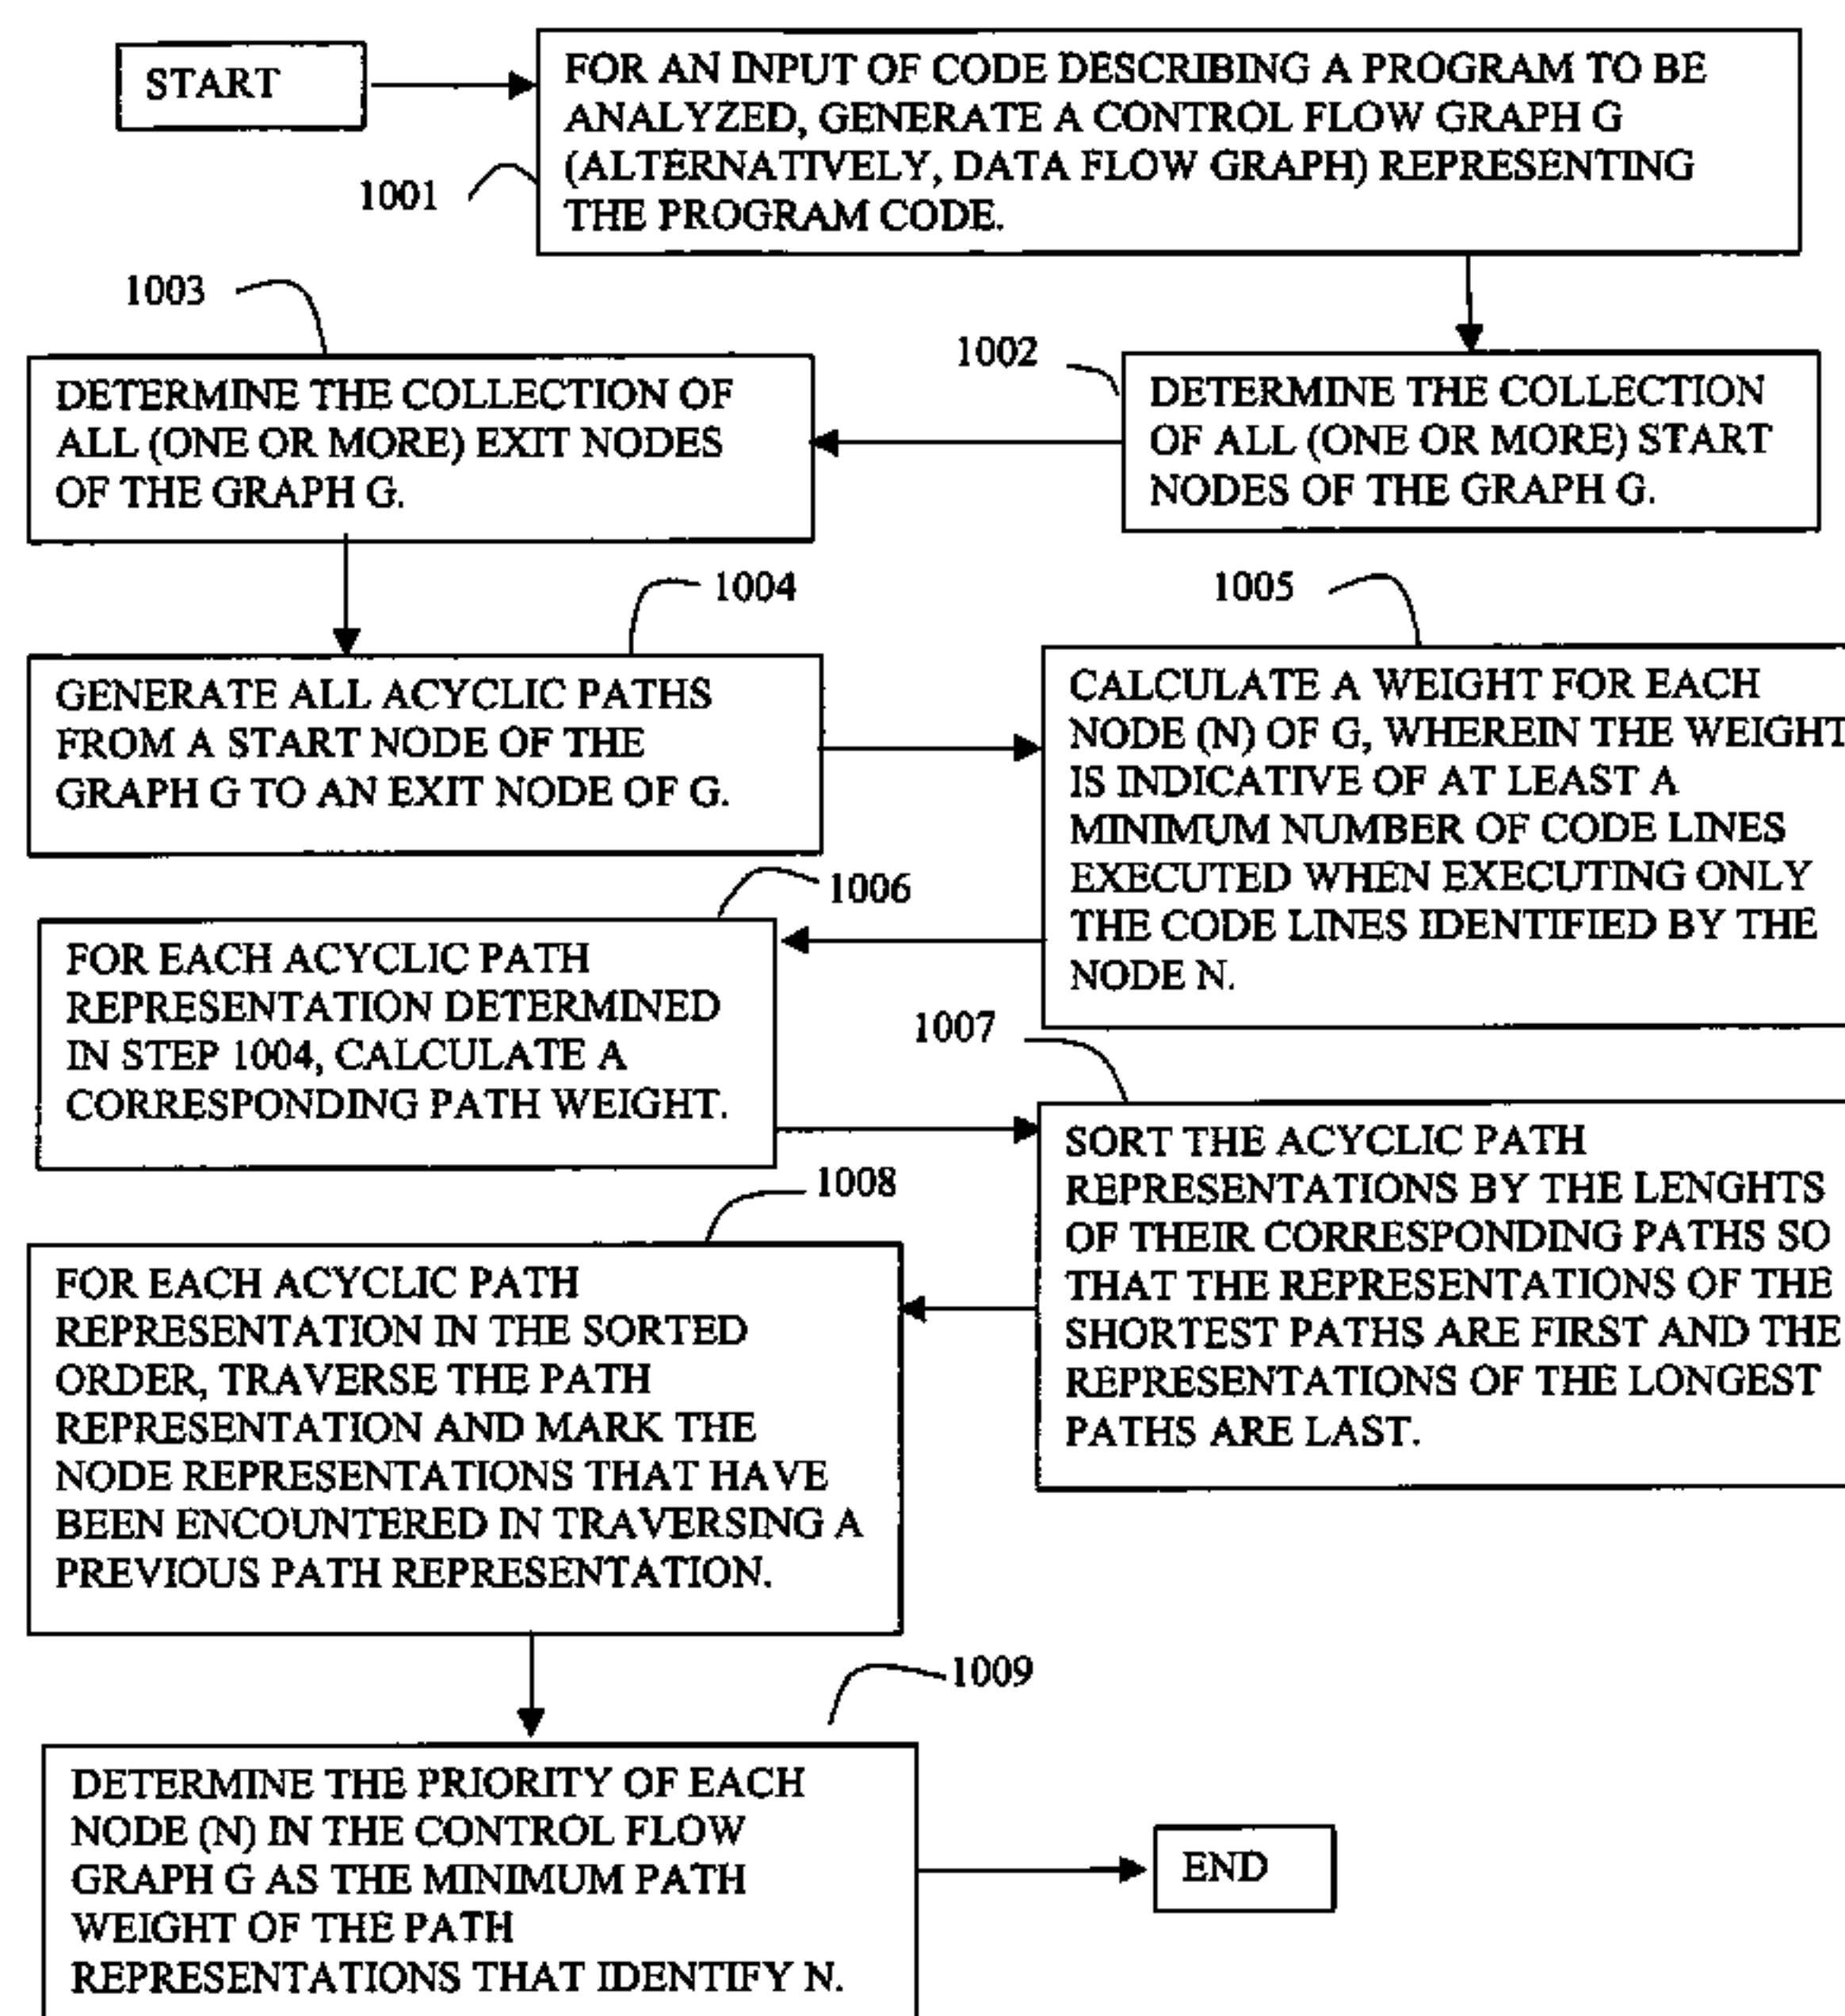 START
FOR AN INPUT OF CODE DESCRIBING A PROGRAM TO BE
ANALYZED, GENERATE A CONTROL FLOW GRAPH G
(ALTERNATIVELY, DATA FLOW GRAPH) REPRESENTING
THE PROGRAM CODE.
1001
1002
DETERMINE THE COLLECTION
OF ALL (ONE OR MORE) START
NODES OF THE GRAPH G.
1003
DETERMINE THE COLLECTION OF
ALL (ONE OR MORE) EXIT NODES
OF THE GRAPH G.
1004
GENERATE ALL ACYCLIC PATHS
FROM A START NODE OF THE
GRAPH G TO AN EXIT NODE OF G.
1005
CALCULATE A WEIGHT FOR EACH
NODE (N) OF G, WHEREIN THE WEIGHT
IS INDICATIVE OF AT LEAST A
MINIMUM NUMBER OF CODE LINES
EXECUTED WHEN EXECUTING ONLY
THE CODE LINES IDENTIFIED BY THE
NODE N.
1006
FOR EACH ACYCLIC PATH
REPRESENTATION DETERMINED
IN STEP 1004, CALCULATE A
CORRESPONDING PATH WEIGHT.
1007
SORT THE ACYCLIC PATH
REPRESENTATIONS BY THE LENGHTS
OF THEIR CORRESPONDING PATHS SO
THAT THE REPRESENTATIONS OF THE
SHORTEST PATHS ARE FIRST AND THE
REPRESENTATIONS OF THE LONGEST
PATHS ARE LAST.
1008
FOR EACH ACYCLIC PATH
REPRESENTATION IN THE SORTED
ORDER, TRAVERSE THE PATH
REPRESENTATION AND MARK THE
NODE REPRESENTATIONS THAT HAVE
BEEN ENCOUNTERED IN TRAVERSING A
PREVIOUS PATH REPRESENTATION.
1009
DETERMINE THE PRIORITY OF EACH
NODE (N) IN THE CONTROL FLOW
GRAPH G AS THE MINIMUM PATH
WEIGHT OF THE PATH
REPRESENTATIONS THAT IDENTIFY N.
END